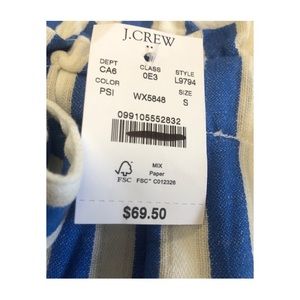 J.CREW
DEPT CLASS STYLE
CA6 0E3 L9794
COLOR SIZE
PSI WX5848 S
099105552832
MIX
Paper
FSC FSC® C012326
$69.50